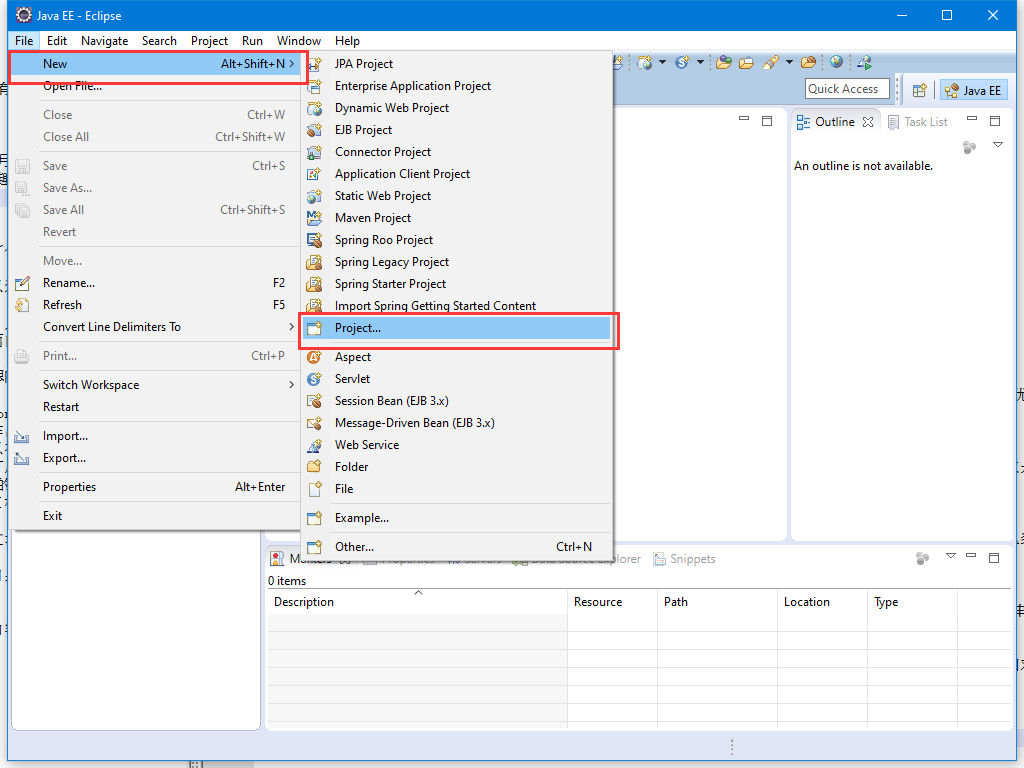 Java EE - Eclipse
File Edit Navigate Search Project Run Window Help
New Alt+Shift+N
Open File...
Close Ctrl+W
Close All Ctrl+Shift+W
Save Ctrl+S
Save As...
Save All Ctrl+Shift+S
Revert
Move...
Rename... F2
Refresh F5
Convert Line Delimiters To
Print... Ctrl+P
Switch Workspace
Restart
Import...
Export...
Properties Alt+Enter
Exit
JPA Project
Enterprise Application Project
Dynamic Web Project
EJB Project
Connector Project
Application Client Project
Static Web Project
Maven Project
Spring Roo Project
Spring Legacy Project
Spring Starter Project
Import Spring Getting Started Content
Project...
Aspect
Servlet
Session Bean (EJB 3.x)
Message-Driven Bean (EJB 3.x)
Web Service
Folder
File
Example...
Other... Ctrl+N
Quick Access
Java EE
Outline Task List
An outline is not available.
Markers Properties Servers Data Source Explorer Snippets
0 items
Description Resource Path Location Type